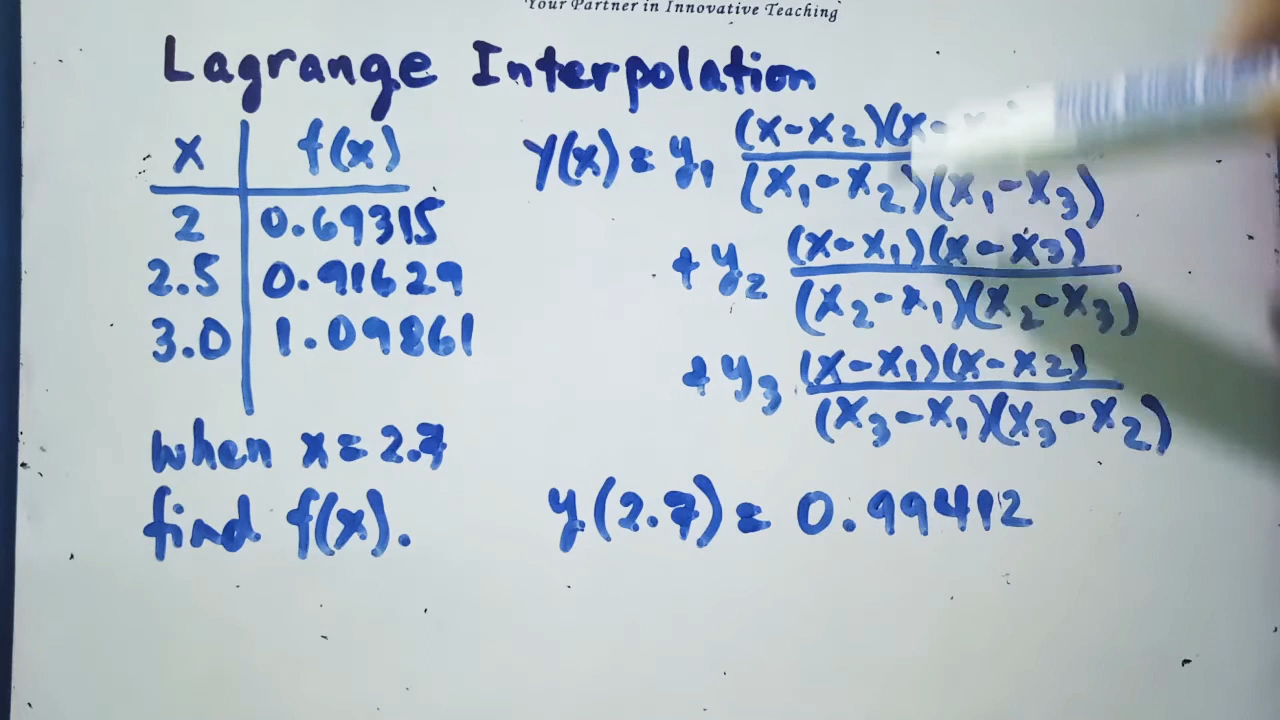 Your Partner in Innovative Teaching
Lagrange Interpolation
x f(x)
2 0.69315
2.5 0.91629
3.0 1.09861
when x = 2.7
find f(x).
y(x) = y₁ (x-x₂)(x-
(x₁-x₂)(x₁-x₃)
+ y₂ (x-x₁)(x-x₃)
(x₂-x₁)(x₂-x₃)
+ y₃ (x-x₁)(x-x₂)
(x₃-x₁)(x₃-x₂)
y(2.7) = 0.99412